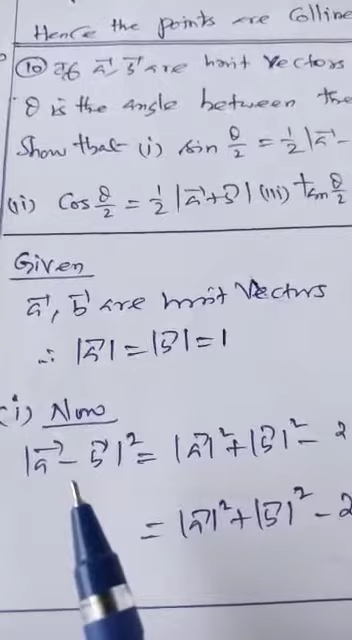 Hence the points are Colline
(10) If a⃗, b⃗ are Unit Vectors
θ is the angle between the
Show that (i) sin θ/2 = 1/2 |a⃗ -
(ii) Cos θ/2 = 1/2 |a⃗+b⃗| (iii) tan θ/2
Given
a⃗, b⃗ are Unit Vectors
∴ |a⃗| = |b⃗| = 1
(i) Now
|a⃗ - b⃗|² = |a⃗|² + |b⃗|² - 2
= |a⃗|² + |b⃗|² - 2